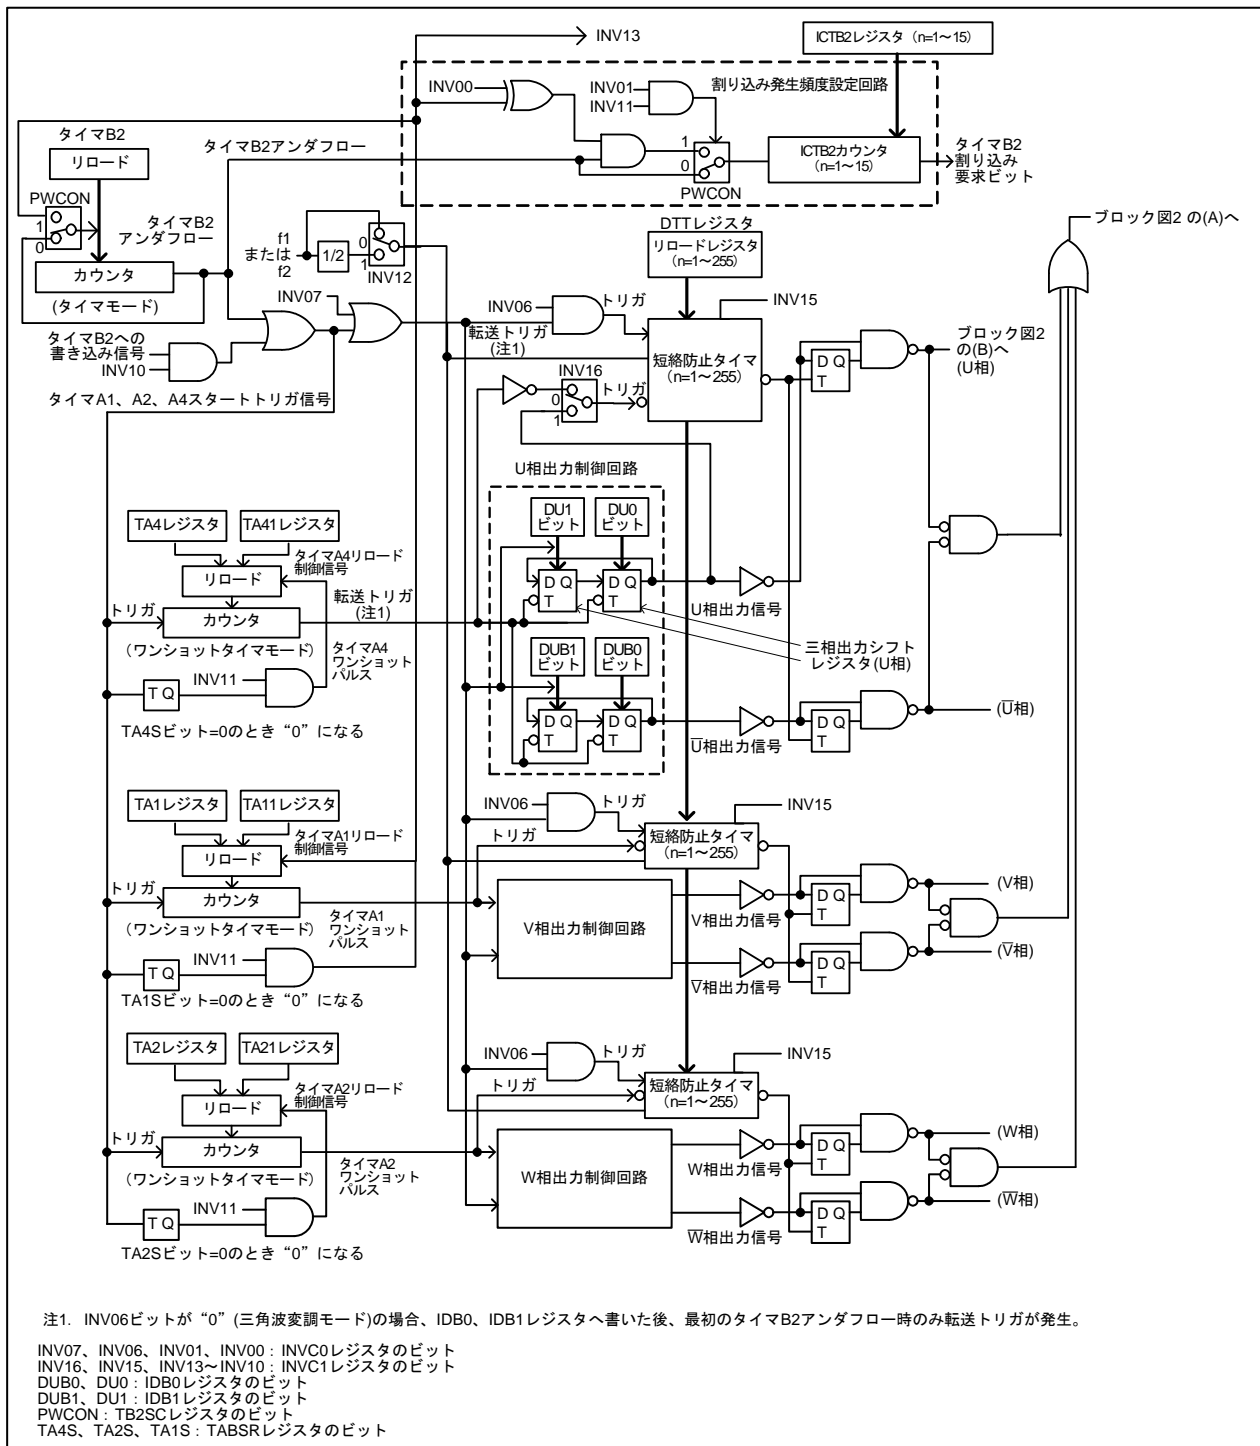 INV13
ICTB2レジスタ (n=1～15)
INV00
INV01
INV11
割り込み発生頻度設定回路
タイマB2
リロード
タイマB2アンダフロー
1
0
PWCON
ICTB2カウンタ
(n=1～15)
タイマB2
割り込み
要求ビット
PWCON
1
0
タイマB2
アンダフロー
カウンタ
(タイマモード)
f1
または
f2
1/2
0
1
INV12
DTTレジスタ
リロードレジスタ
(n=1～255)
ブロック図2 の(A)へ
INV07
INV06
トリガ
INV15
転送トリガ
(注1)
タイマB2への
書き込み信号
INV10
短絡防止タイマ
(n=1～255)
D Q
T
ブロック図2
の(B)へ
(U相)
INV16
0
1
トリガ
タイマA1、A2、A4スタートトリガ信号
U相出力制御回路
DU1
ビット
DU0
ビット
TA4レジスタ
TA41レジスタ
タイマA4リロード
制御信号
リロード
D Q
T
D Q
T
転送トリガ
(注1)
U相出力信号
トリガ
カウンタ
(ワンショットタイマモード)
タイマA4
ワンショット
パルス
三相出力シフト
レジスタ(U相)
DUB1
ビット
DUB0
ビット
INV11
T Q
TA4Sビット=0のとき“0”になる
D Q
T
D Q
T
U̅相出力信号
D Q
T
(U̅相)
TA1レジスタ
TA11レジスタ
INV06
トリガ
INV15
タイマA1リロード
制御信号
リロード
トリガ
短絡防止タイマ
(n=1～255)
トリガ
カウンタ
(ワンショットタイマモード)
タイマA1
ワンショット
パルス
V相出力制御回路
V相出力信号
D Q
T
(V相)
INV11
T Q
TA1Sビット=0のとき“0”になる
V̅相出力信号
D Q
T
(V̅相)
TA2レジスタ
TA21レジスタ
INV06
トリガ
INV15
タイマA2リロード
制御信号
リロード
トリガ
短絡防止タイマ
(n=1～255)
トリガ
カウンタ
(ワンショットタイマモード)
タイマA2
ワンショット
パルス
W相出力制御回路
W相出力信号
D Q
T
(W相)
INV11
T Q
TA2Sビット=0のとき“0”になる
W̅相出力信号
D Q
T
(W̅相)
注1. INV06ビットが“0”(三角波変調モード)の場合、IDB0、IDB1レジスタへ書いた後、最初のタイマB2アンダフロー時のみ転送トリガが発生。
INV07、INV06、INV01、INV00 : INVC0レジスタのビット
INV16、INV15、INV13～INV10 : INVC1レジスタのビット
DUB0、DU0 : IDB0レジスタのビット
DUB1、DU1 : IDB1レジスタのビット
PWCON : TB2SCレジスタのビット
TA4S、TA2S、TA1S : TABSRレジスタのビット